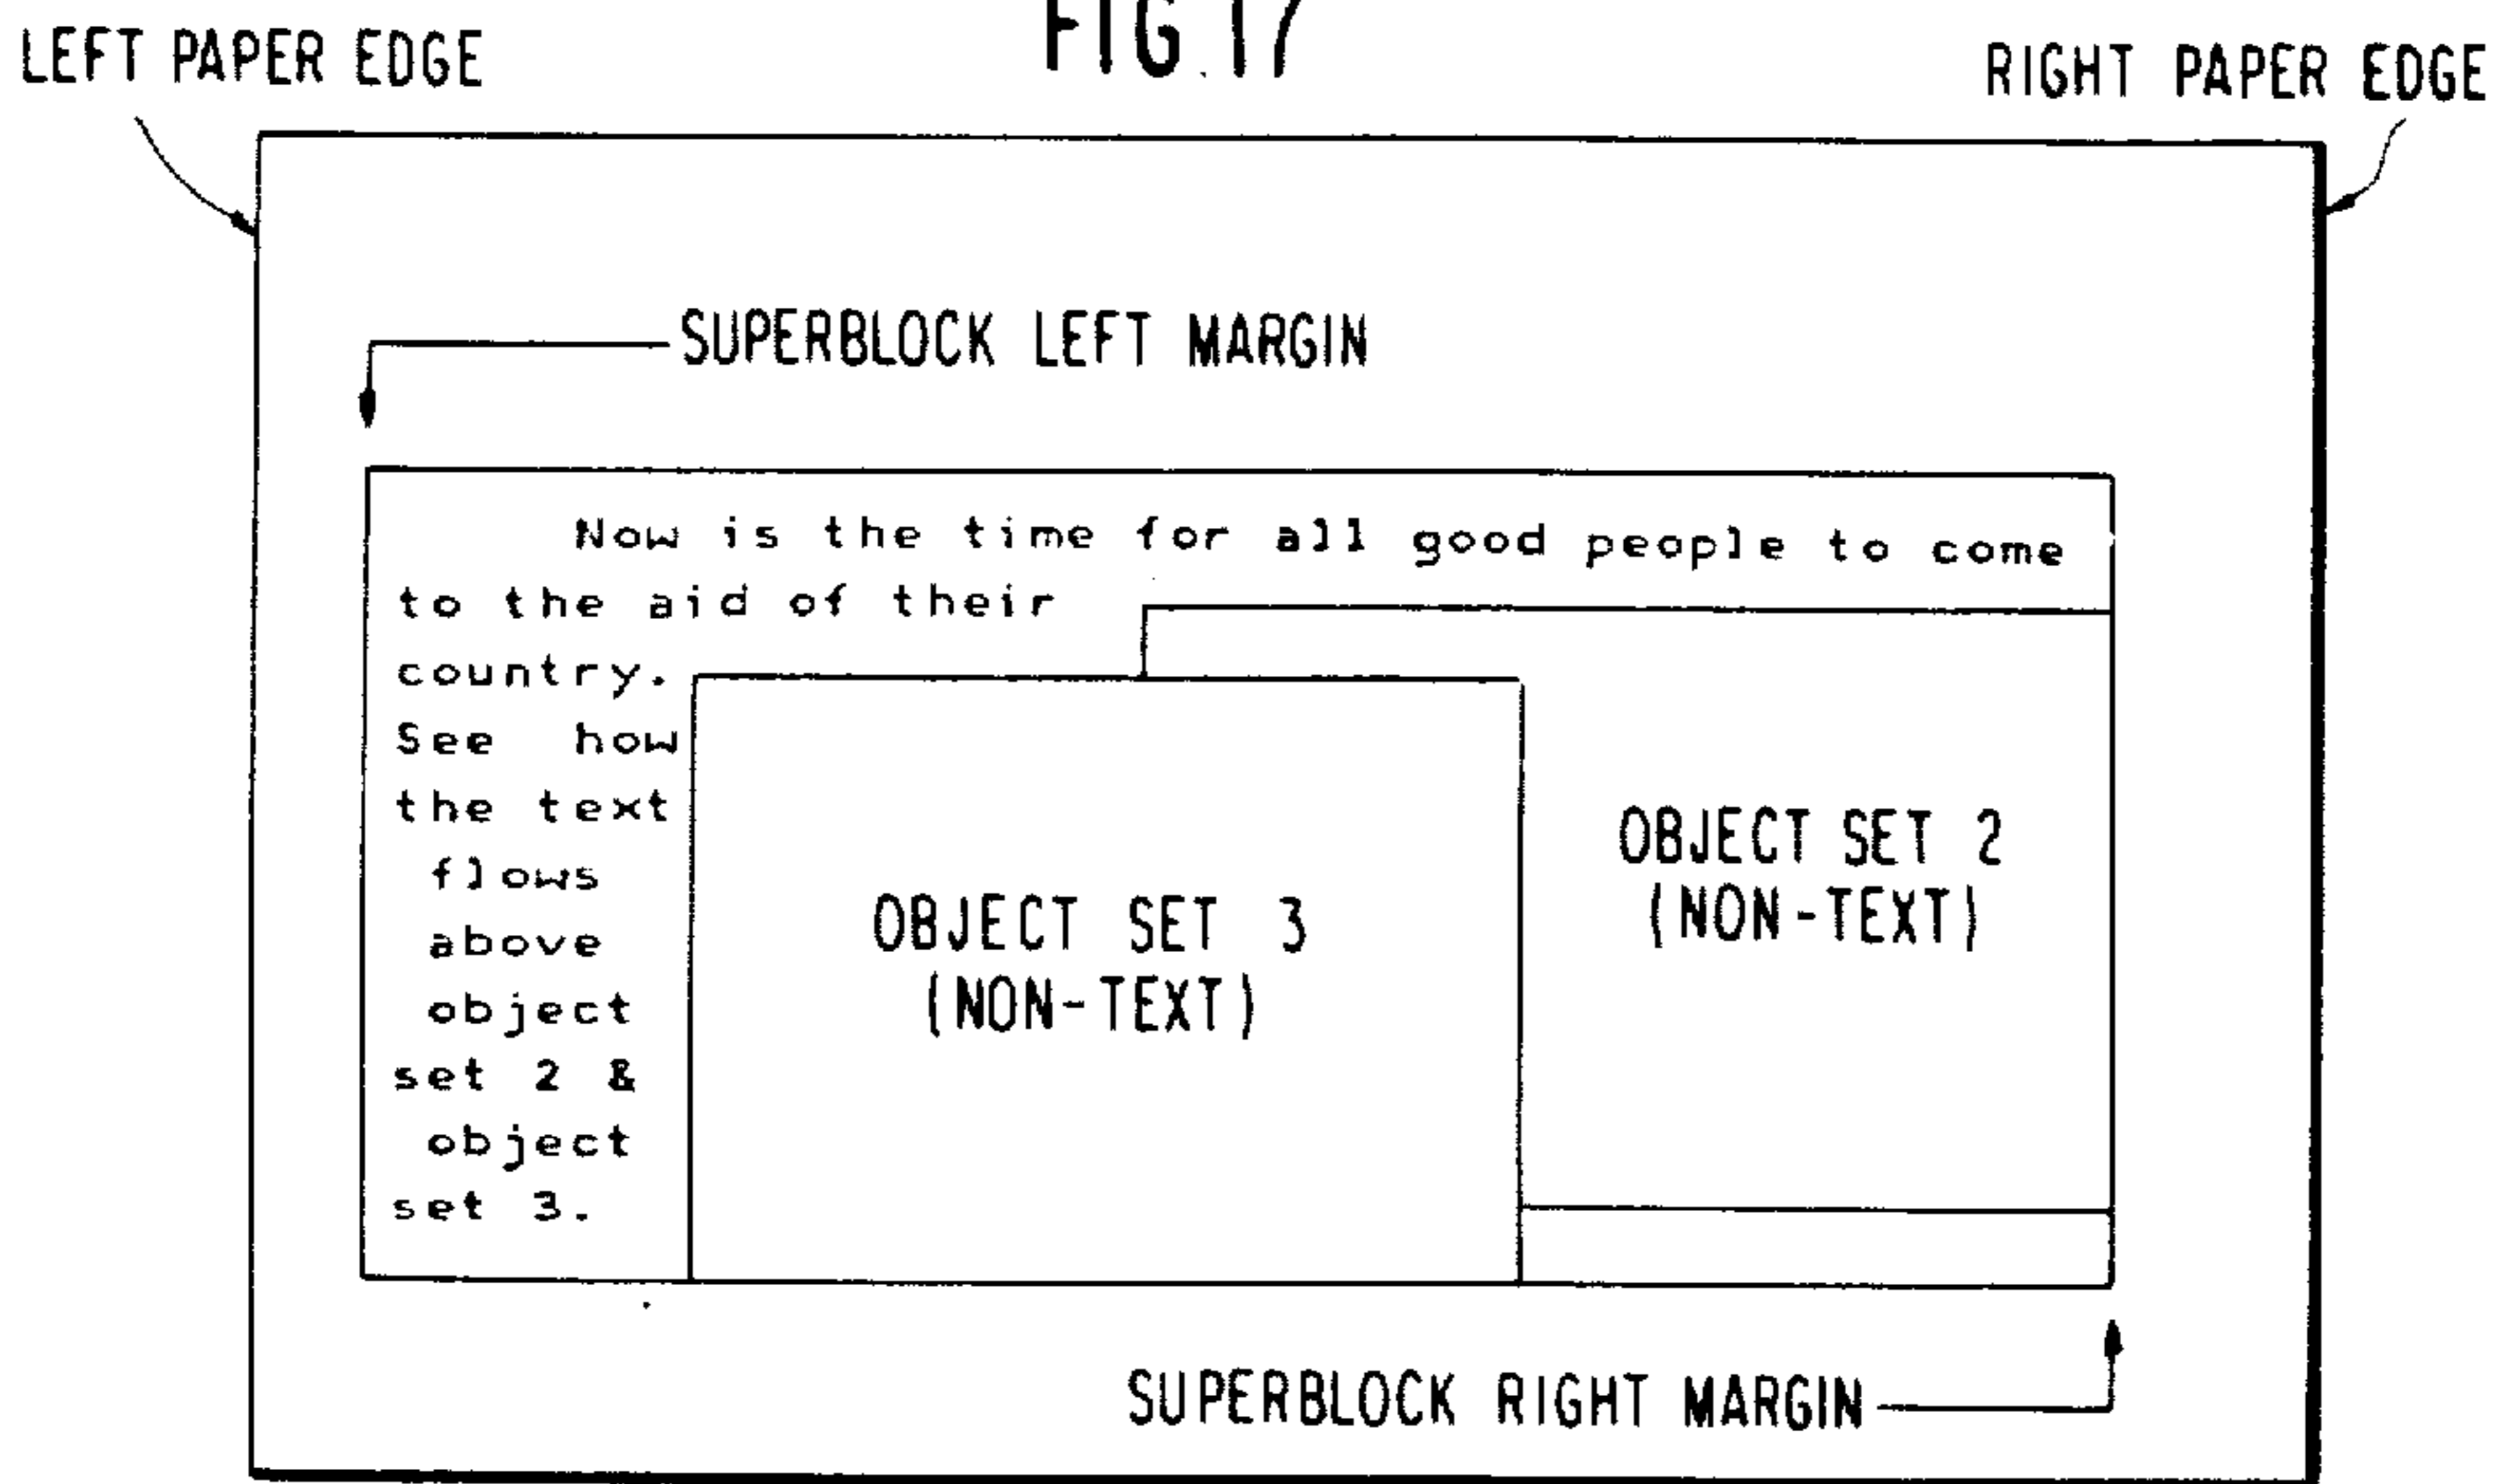 FIG.17
LEFT PAPER EDGE
RIGHT PAPER EDGE
SUPERBLOCK LEFT MARGIN
Now is the time for all good people to come
to the aid of their
country.
See how
the text
flows
above
object
set 2 &
object
set 3.
OBJECT SET 3
(NON-TEXT)
OBJECT SET 2
(NON-TEXT)
SUPERBLOCK RIGHT MARGIN